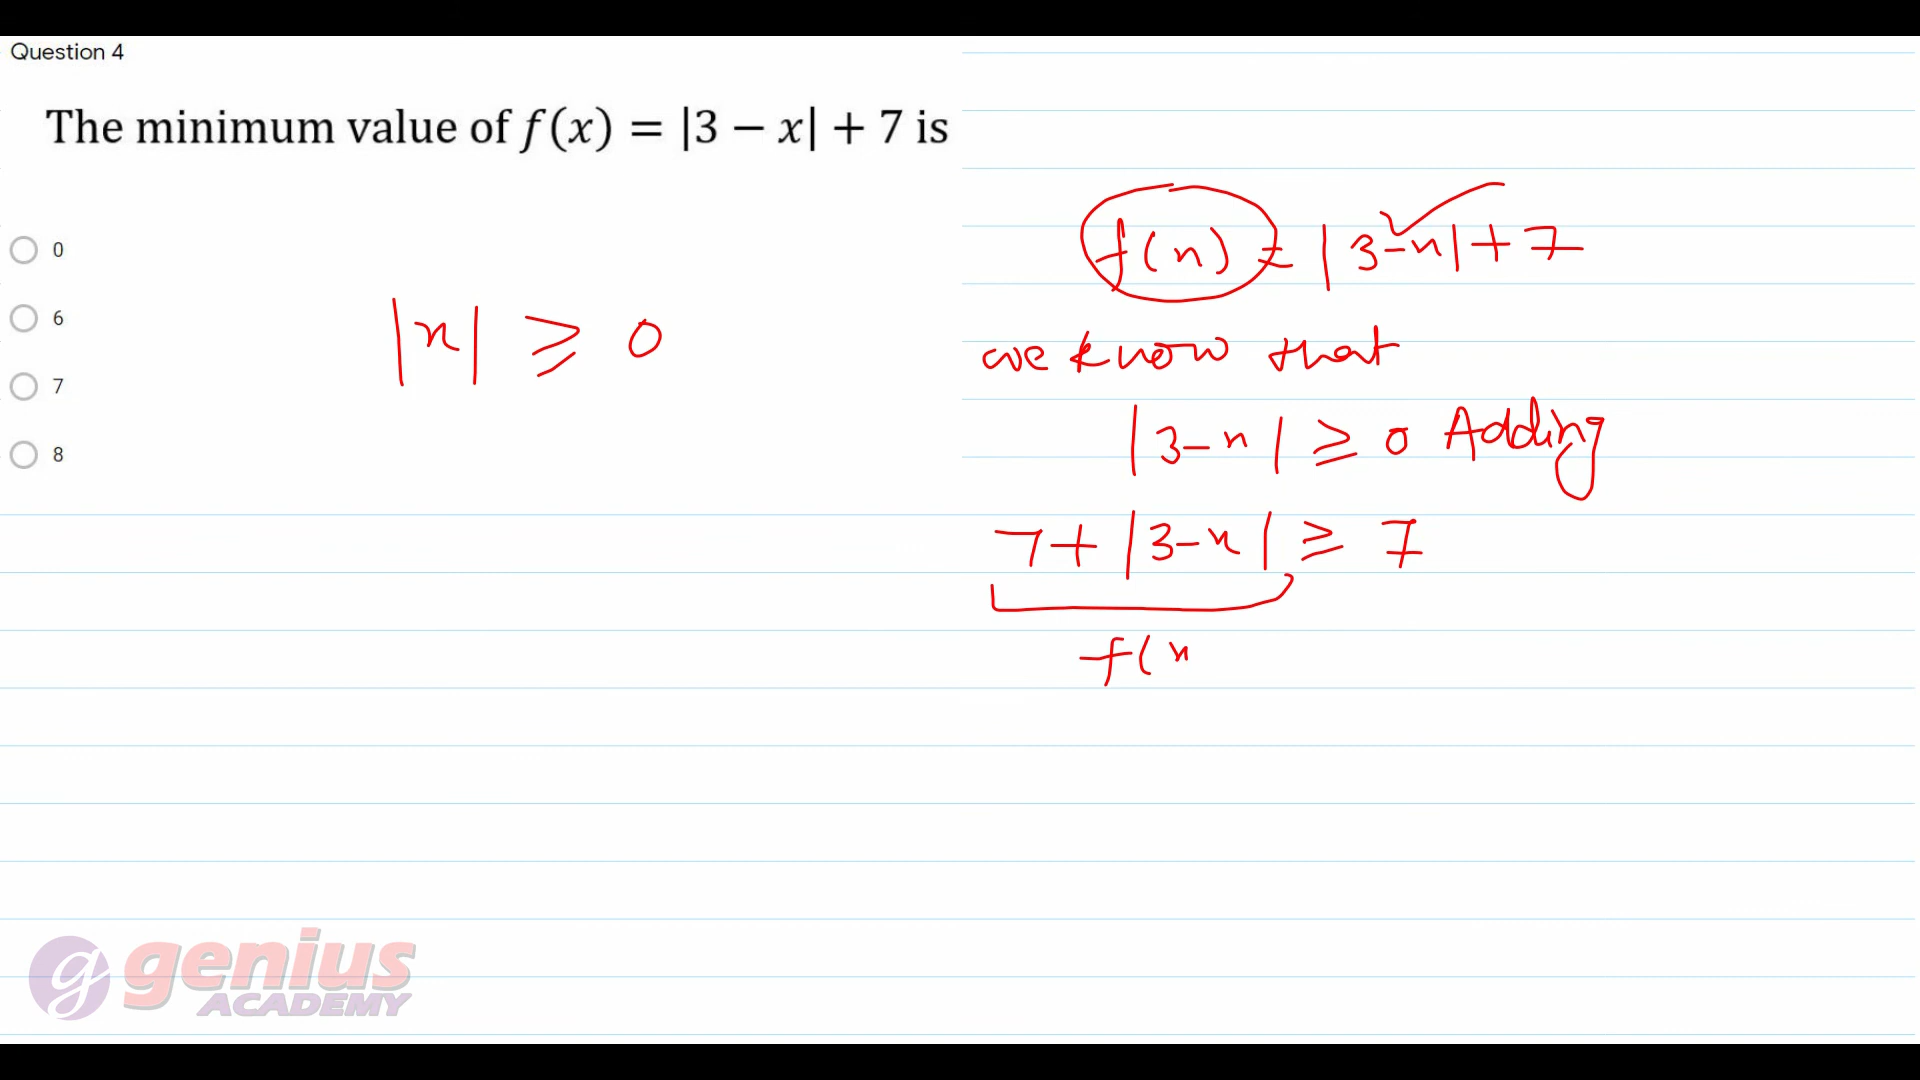 Question 4
The minimum value of f(x) = |3 − x| + 7 is
0
6
7
8
|x| ≥ 0
f(x) = |3-x| + 7
we know that
|3-x| ≥ 0 Adding
7+ |3-x| ≥ 7
f(x
g genius
ACADEMY